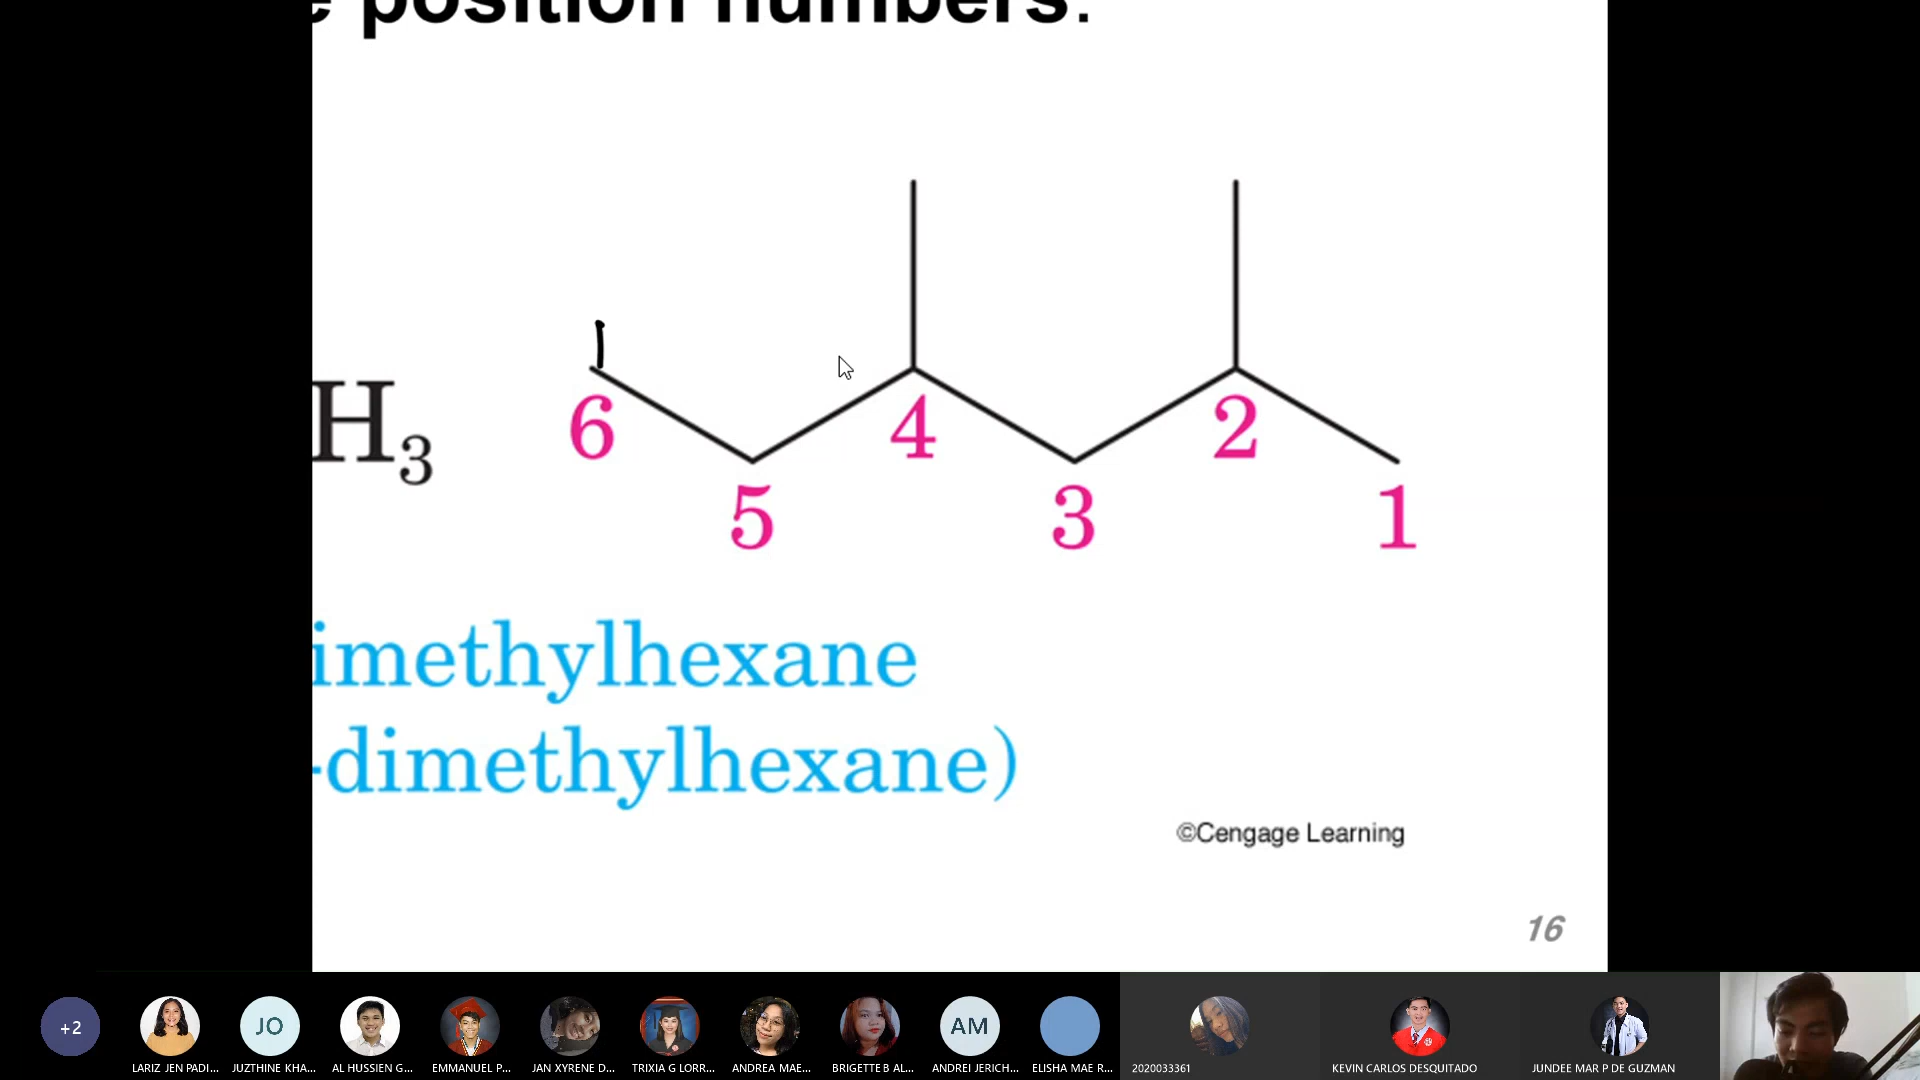 e position numbers.
H3
6
4
2
5
3
1
imethylhexane
-dimethylhexane)
©Cengage Learning
16
+2
JO
AM
LARIZ JEN PADI...
JUZTHINE KHA...
AL HUSSIEN G...
EMMANUEL P...
JAN XYRENE D...
TRIXIA G LORR...
ANDREA MAE...
BRIGETTE B AL...
ANDREI JERICH...
ELISHA MAE R...
2020033361
KEVIN CARLOS DESQUITADO
JUNDEE MAR P DE GUZMAN